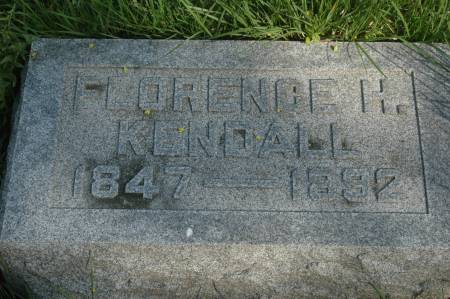 FLORENCE H.
KENDALL
1847 — 1892